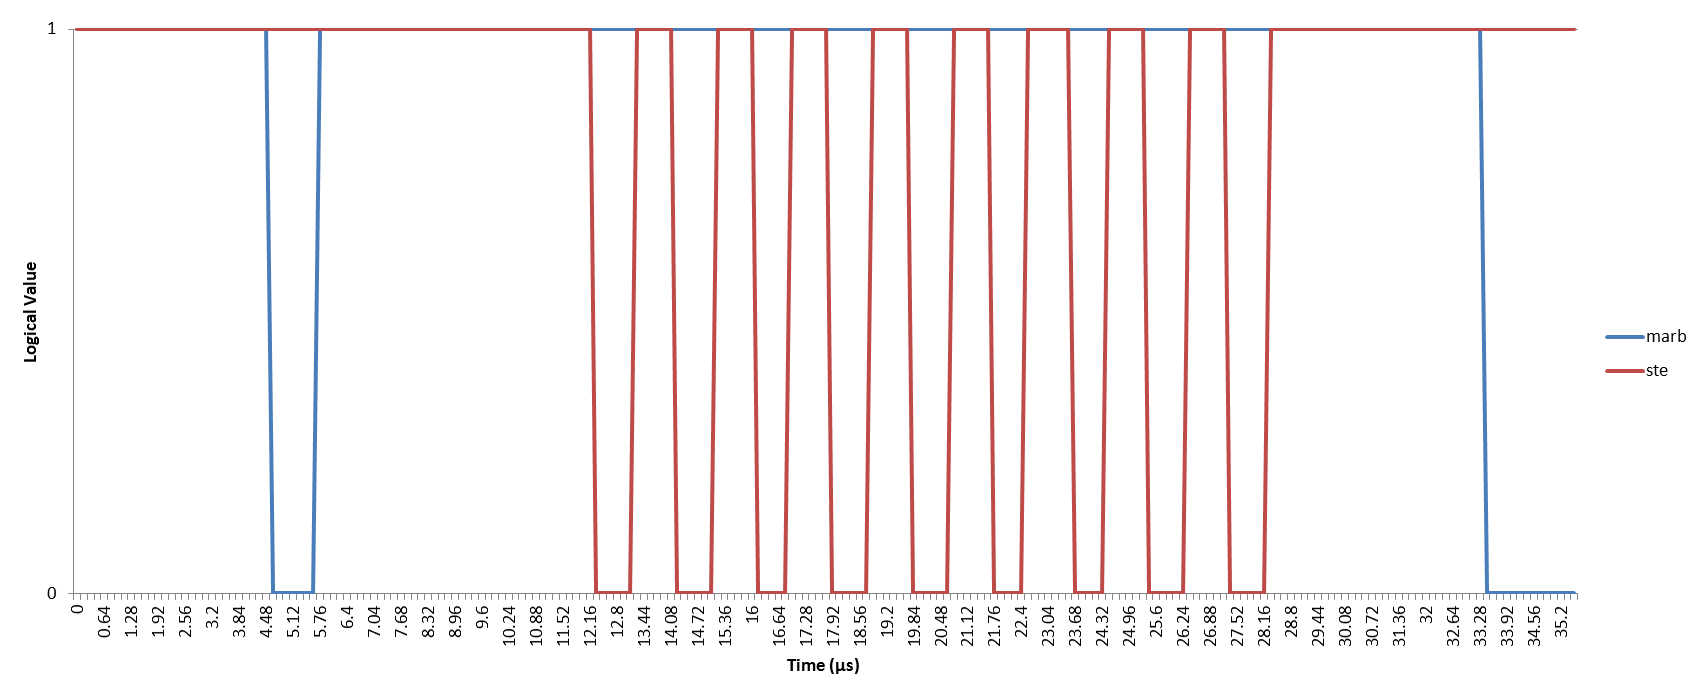 1
0
Logical Value
0 0.64 1.28 1.92 2.56 3.2 3.84 4.48 5.12 5.76 6.4 7.04 7.68 8.32 8.96 9.6 10.24 10.88 11.52 12.16 12.8 13.44 14.08 14.72 15.36 16 16.64 17.28 17.92 18.56 19.2 19.84 20.48 21.12 21.76 22.4 23.04 23.68 24.32 24.96 25.6 26.24 26.88 27.52 28.16 28.8 29.44 30.08 30.72 31.36 32 32.64 33.28 33.92 34.56 35.2
Time (µs)
marb
ste